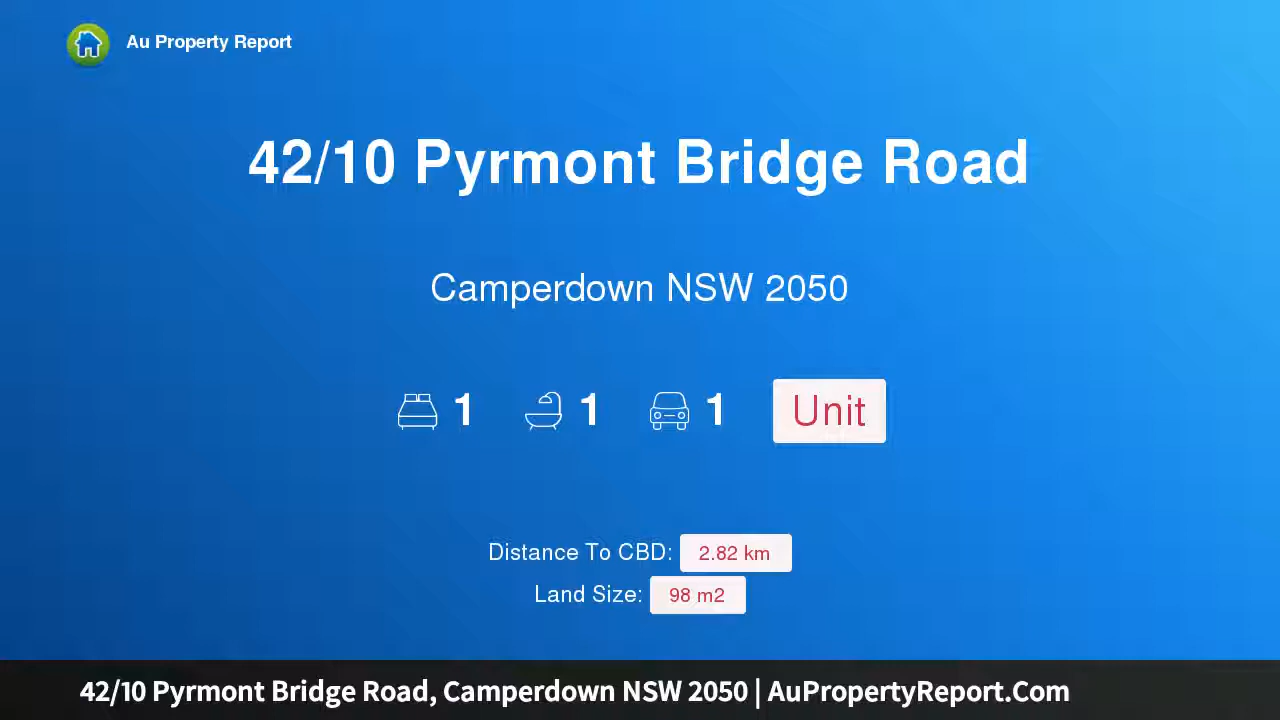 Au Property Report
42/10 Pyrmont Bridge Road
Camperdown NSW 2050
1 1 1 Unit
Distance To CBD: 2.82 km
Land Size: 98 m2
42/10 Pyrmont Bridge Road, Camperdown NSW 2050 | AuPropertyReport.Com